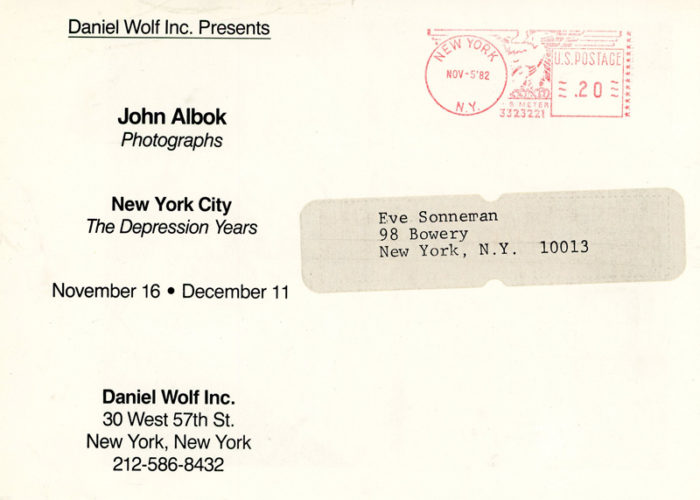 Daniel Wolf Inc. Presents
John Albok
Photographs
New York City
The Depression Years
November 16 • December 11
Daniel Wolf Inc.
30 West 57th St.
New York, New York
212-586-8432
NEW YORK
NOV-5'82
N.Y.
U.S. POSTAGE
.20
METER
3323221
Eve Sonneman
98 Bowery
New York, N.Y. 10013